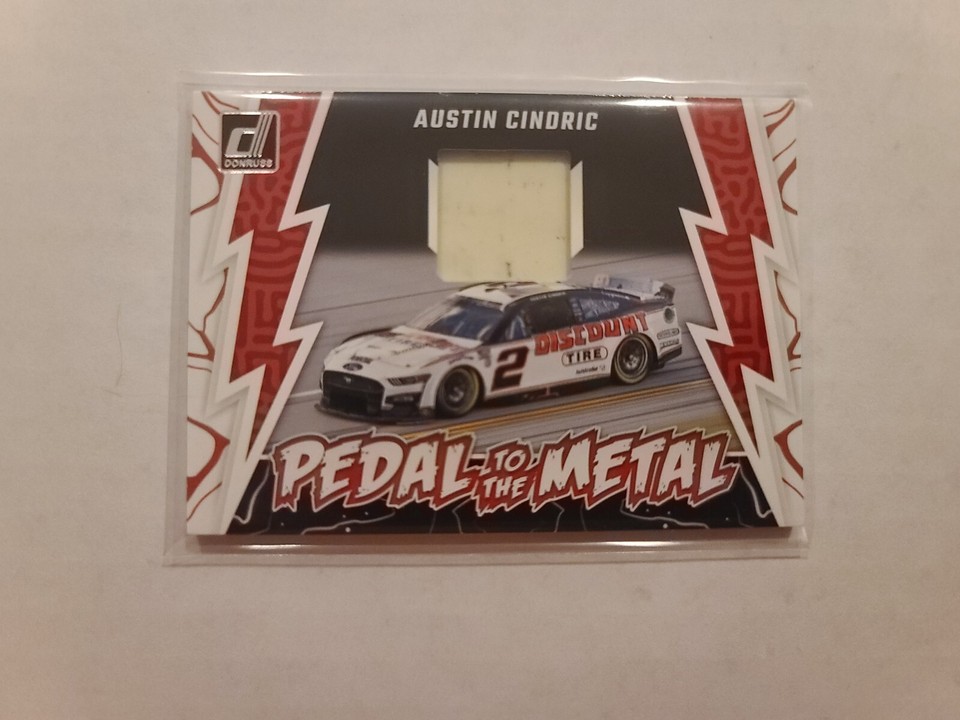 AUSTIN CINDRIC
DONRUSS
2
DISCOUNT
TIRE
PEDAL TO THE METAL